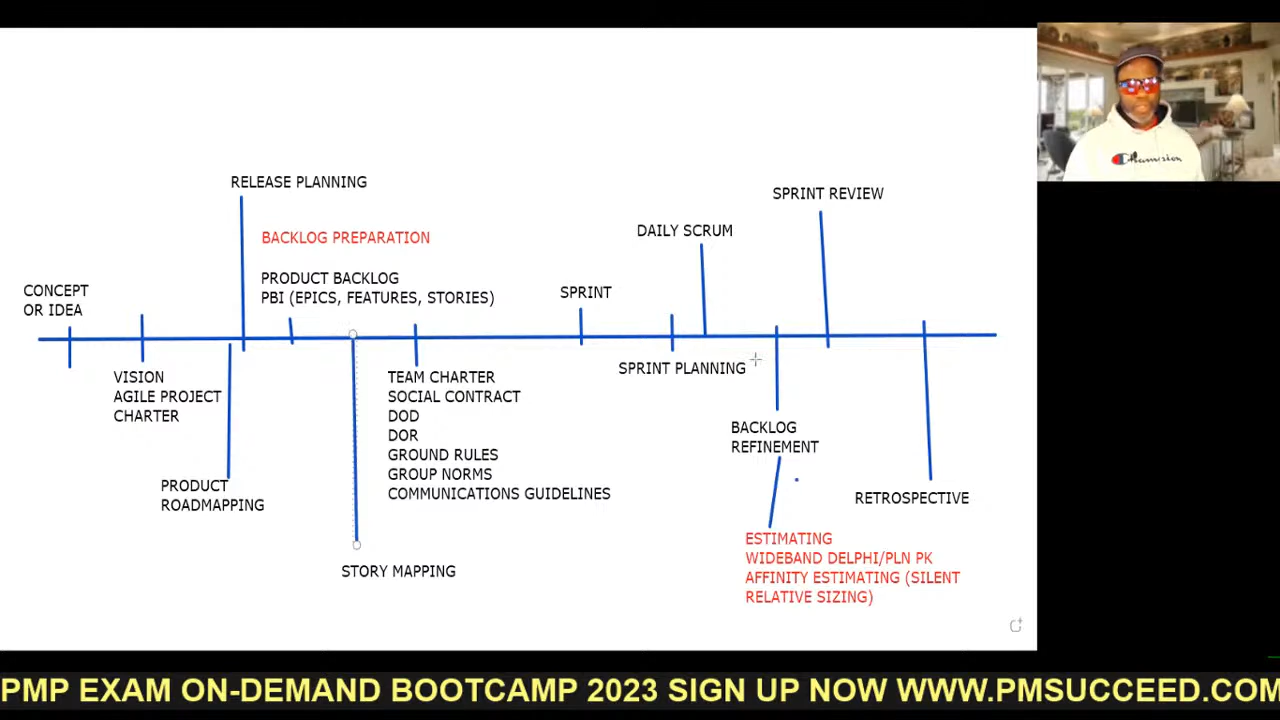 RELEASE PLANNING
BACKLOG PREPARATION
PRODUCT BACKLOG
PBI (EPICS, FEATURES, STORIES)
CONCEPT
OR IDEA
VISION
AGILE PROJECT
CHARTER
PRODUCT
ROADMAPPING
STORY MAPPING
TEAM CHARTER
SOCIAL CONTRACT
DOD
DOR
GROUND RULES
GROUP NORMS
COMMUNICATIONS GUIDELINES
SPRINT
SPRINT PLANNING
DAILY SCRUM
SPRINT REVIEW
BACKLOG
REFINEMENT
ESTIMATING
WIDEBAND DELPHI/PLN PK
AFFINITY ESTIMATING (SILENT
RELATIVE SIZING)
RETROSPECTIVE
Champion
PMP EXAM ON-DEMAND BOOTCAMP 2023 SIGN UP NOW WWW.PMSUCCEED.COM